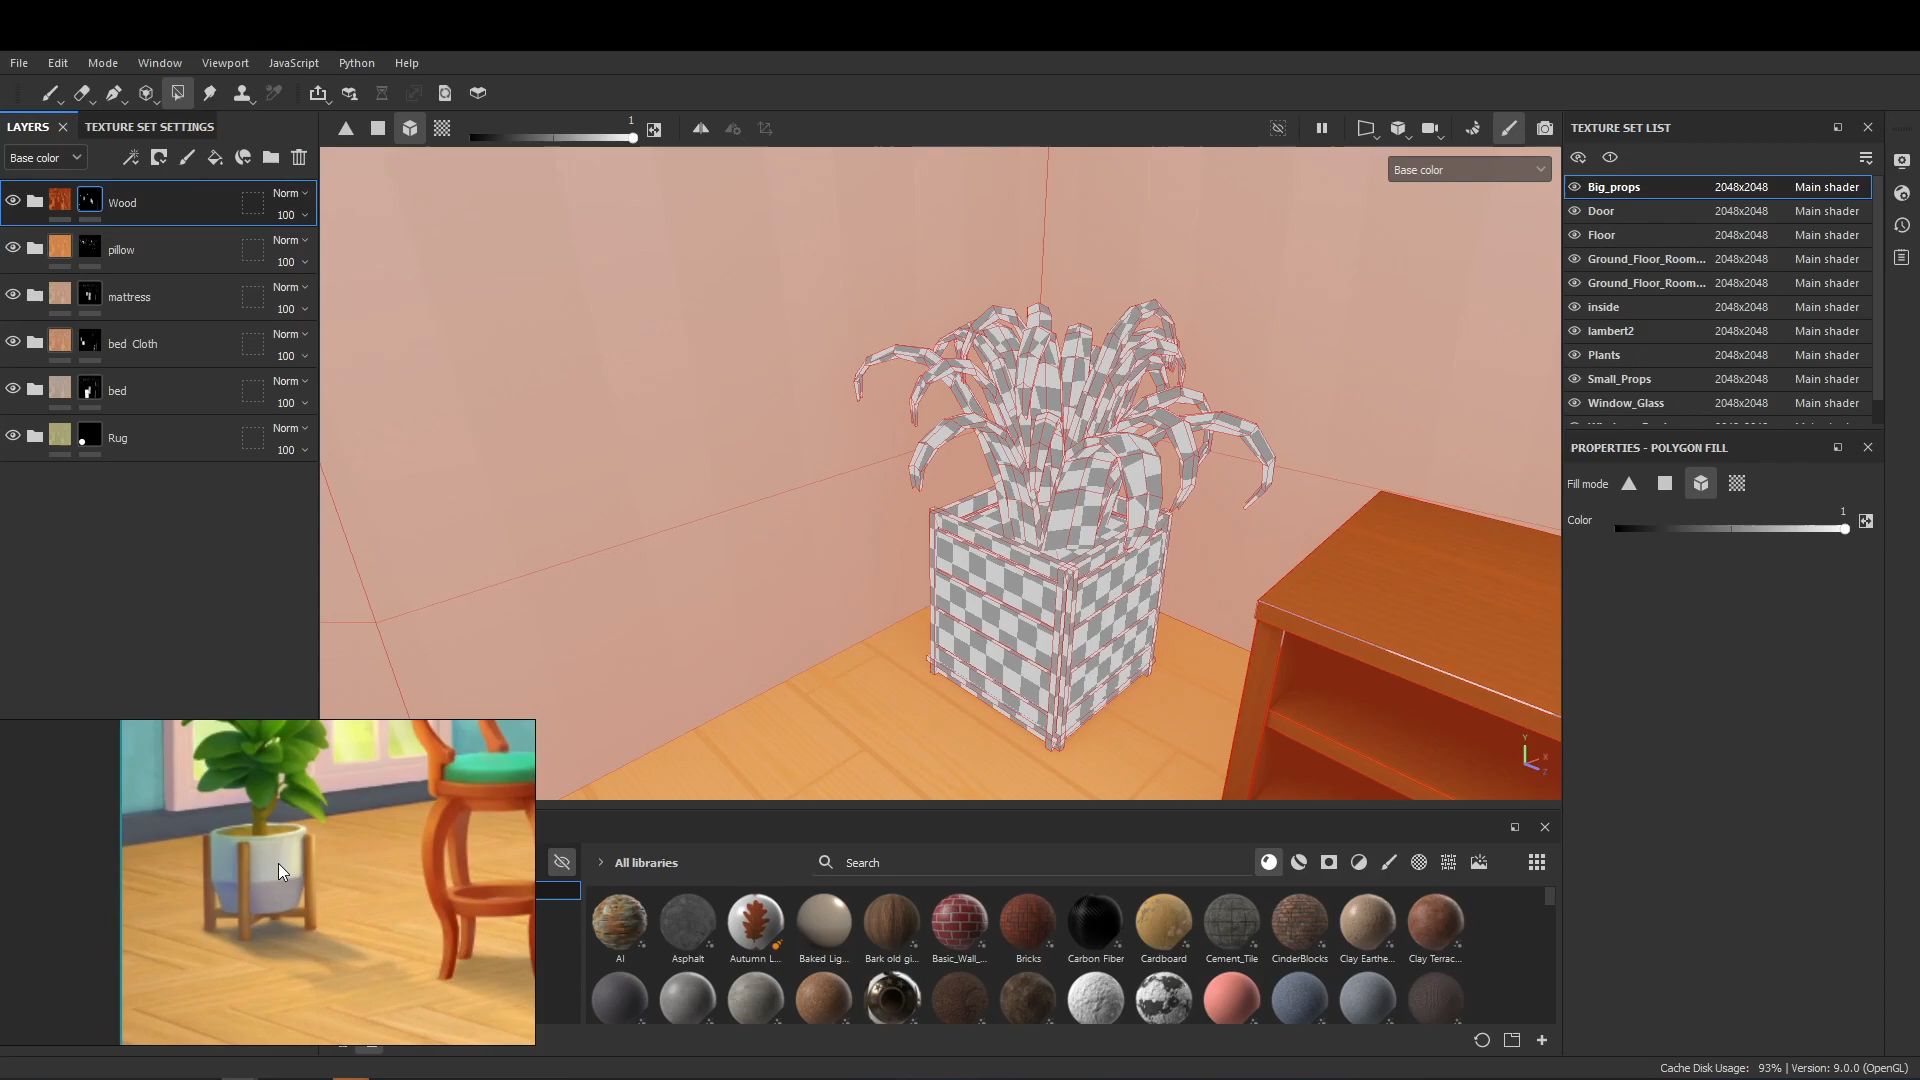 File Edit Mode Window Viewport JavaScript Python Help
LAYERS TEXTURE SET SETTINGS
Base color
Wood Norm 100
pillow Norm 100
mattress Norm 100
bed Cloth Norm 100
bed Norm 100
Rug Norm 100
1
Base color
Y
X
Z
TEXTURE SET LIST
Big_props 2048x2048 Main shader
Door 2048x2048 Main shader
Floor 2048x2048 Main shader
Ground_Floor_Room... 2048x2048 Main shader
Ground_Floor_Room... 2048x2048 Main shader
inside 2048x2048 Main shader
lambert2 2048x2048 Main shader
Plants 2048x2048 Main shader
Small_Props 2048x2048 Main shader
Window_Glass 2048x2048 Main shader
PROPERTIES - POLYGON FILL
Fill mode
Color 1
All libraries Search
AI Asphalt Autumn L... Baked Lig... Bark old gi... Basic_Wall_... Bricks Carbon Fiber Cardboard Cement_Tile CinderBlocks Clay Earthe... Clay Terrac...
Cache Disk Usage: 93% | Version: 9.0.0 (OpenGL)